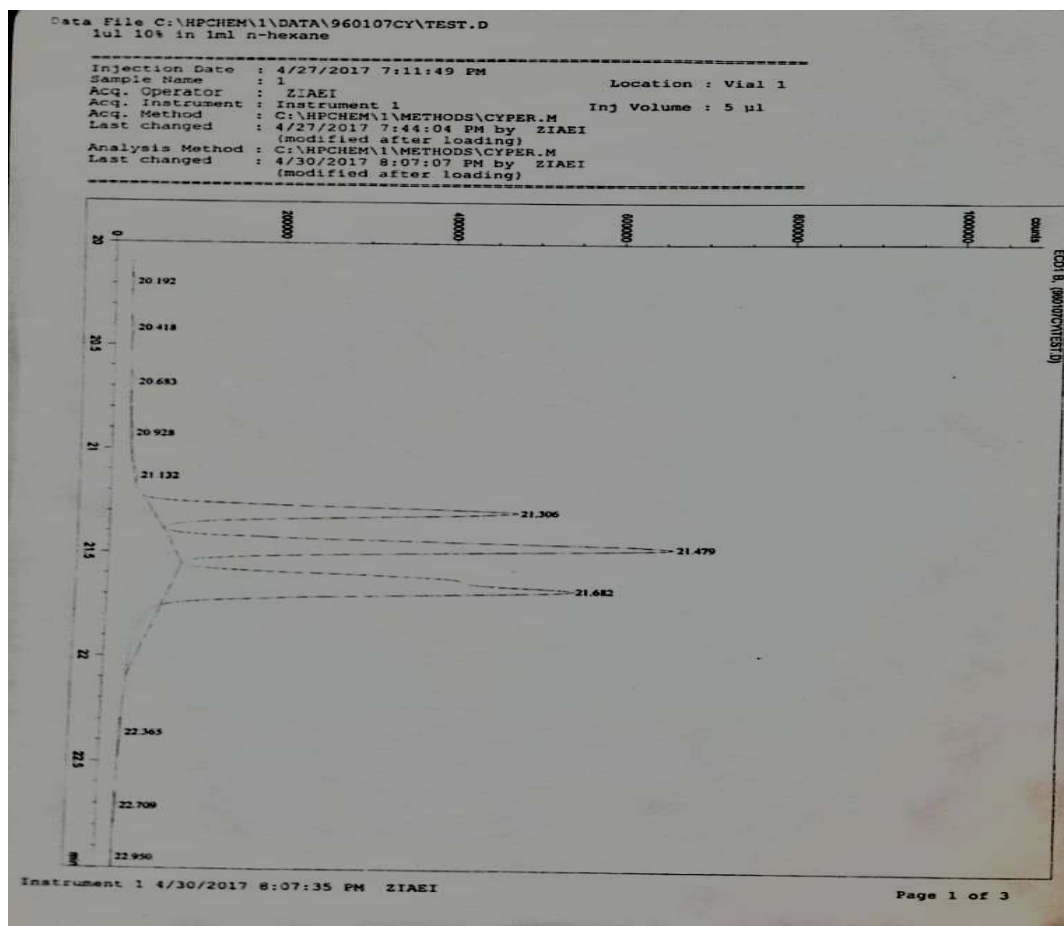 Data File C:\HPCHEM\1\DATA\960107CY\TEST.D
1ul 10% in 1ml n-hexane
Injection Date : 4/27/2017 7:11:49 PM
Sample Name : 1 Location : Vial 1
Acq. Operator : ZIAEI
Acq. Instrument : Instrument 1 Inj Volume : 5 µl
Acq. Method : C:\HPCHEM\1\METHODS\CYPER.M
Last changed : 4/27/2017 7:44:04 PM by ZIAEI
(modified after loading)
Analysis Method : C:\HPCHEM\1\METHODS\CYPER.M
Last changed : 4/30/2017 8:07:07 PM by ZIAEI
(modified after loading)
200000 400000 600000 800000 1000000 counts
ECD1 B, (960107CY\TEST.D)
20
20.192
20.418
20.5
20.683
20.928
21
21.132
21.306
21.479
21.5
21.682
22
22.365
22.5
22.709
22.950
min
Instrument 1 4/30/2017 8:07:35 PM ZIAEI
Page 1 of 3